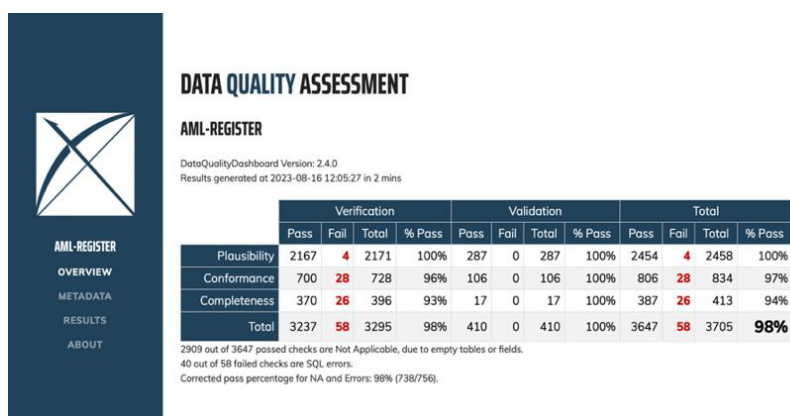 DATA QUALITY ASSESSMENT
AML-REGISTER
DataQualityDashboard Version: 2.4.0
Results generated at 2023-08-16 12:05:27 in 2 mins
AML-REGISTER
OVERVIEW
METADATA
RESULTS
ABOUT
Verification Validation Total
Pass Fail Total % Pass Pass Fail Total % Pass Pass Fail Total % Pass
Plausibility 2167 4 2171 100% 287 0 287 100% 2454 4 2458 100%
Conformance 700 28 728 96% 106 0 106 100% 806 28 834 97%
Completeness 370 26 396 93% 17 0 17 100% 387 26 413 94%
Total 3237 58 3295 98% 410 0 410 100% 3647 58 3705 98%
2909 out of 3647 passed checks are Not Applicable, due to empty tables or fields.
40 out of 58 failed checks are SQL errors.
Corrected pass percentage for NA and Errors: 98% (738/756).